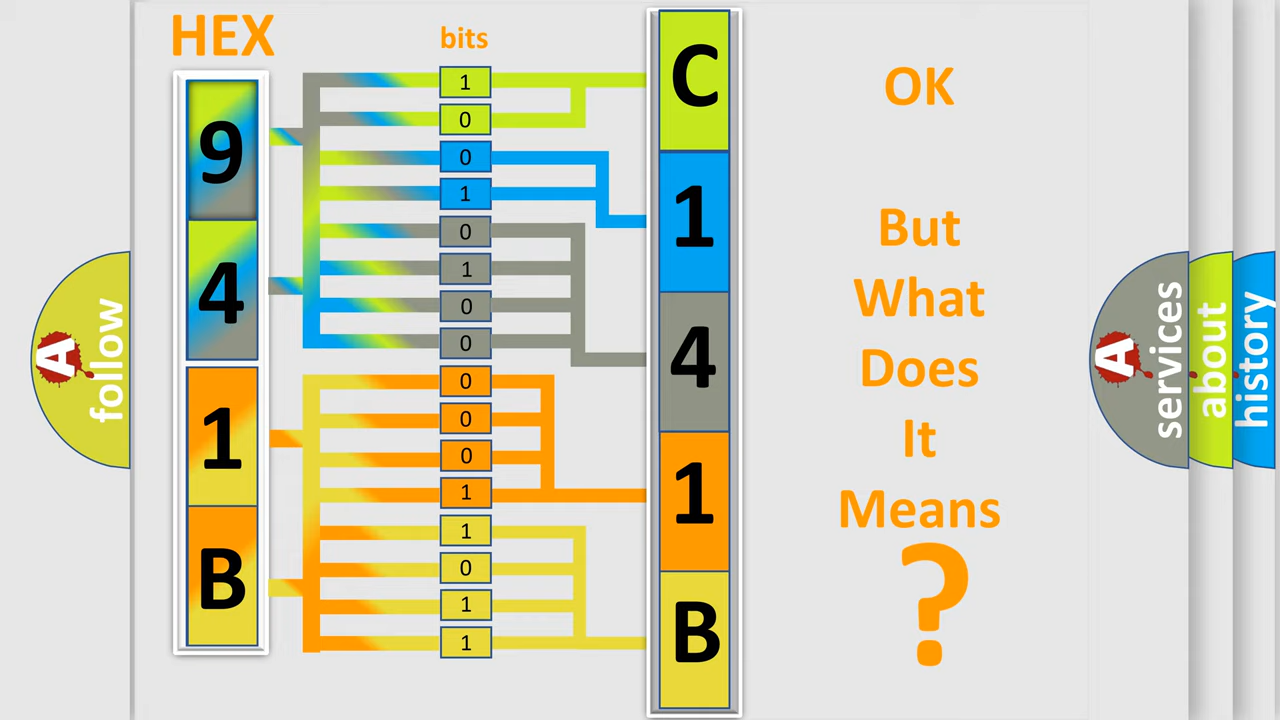 HEX
bits
9
4
1
B
1
0
0
1
0
1
0
0
0
0
0
1
1
0
1
1
C
1
4
1
B
OK
But
What
Does
It
Means
?
A
follow
A
services
about
history